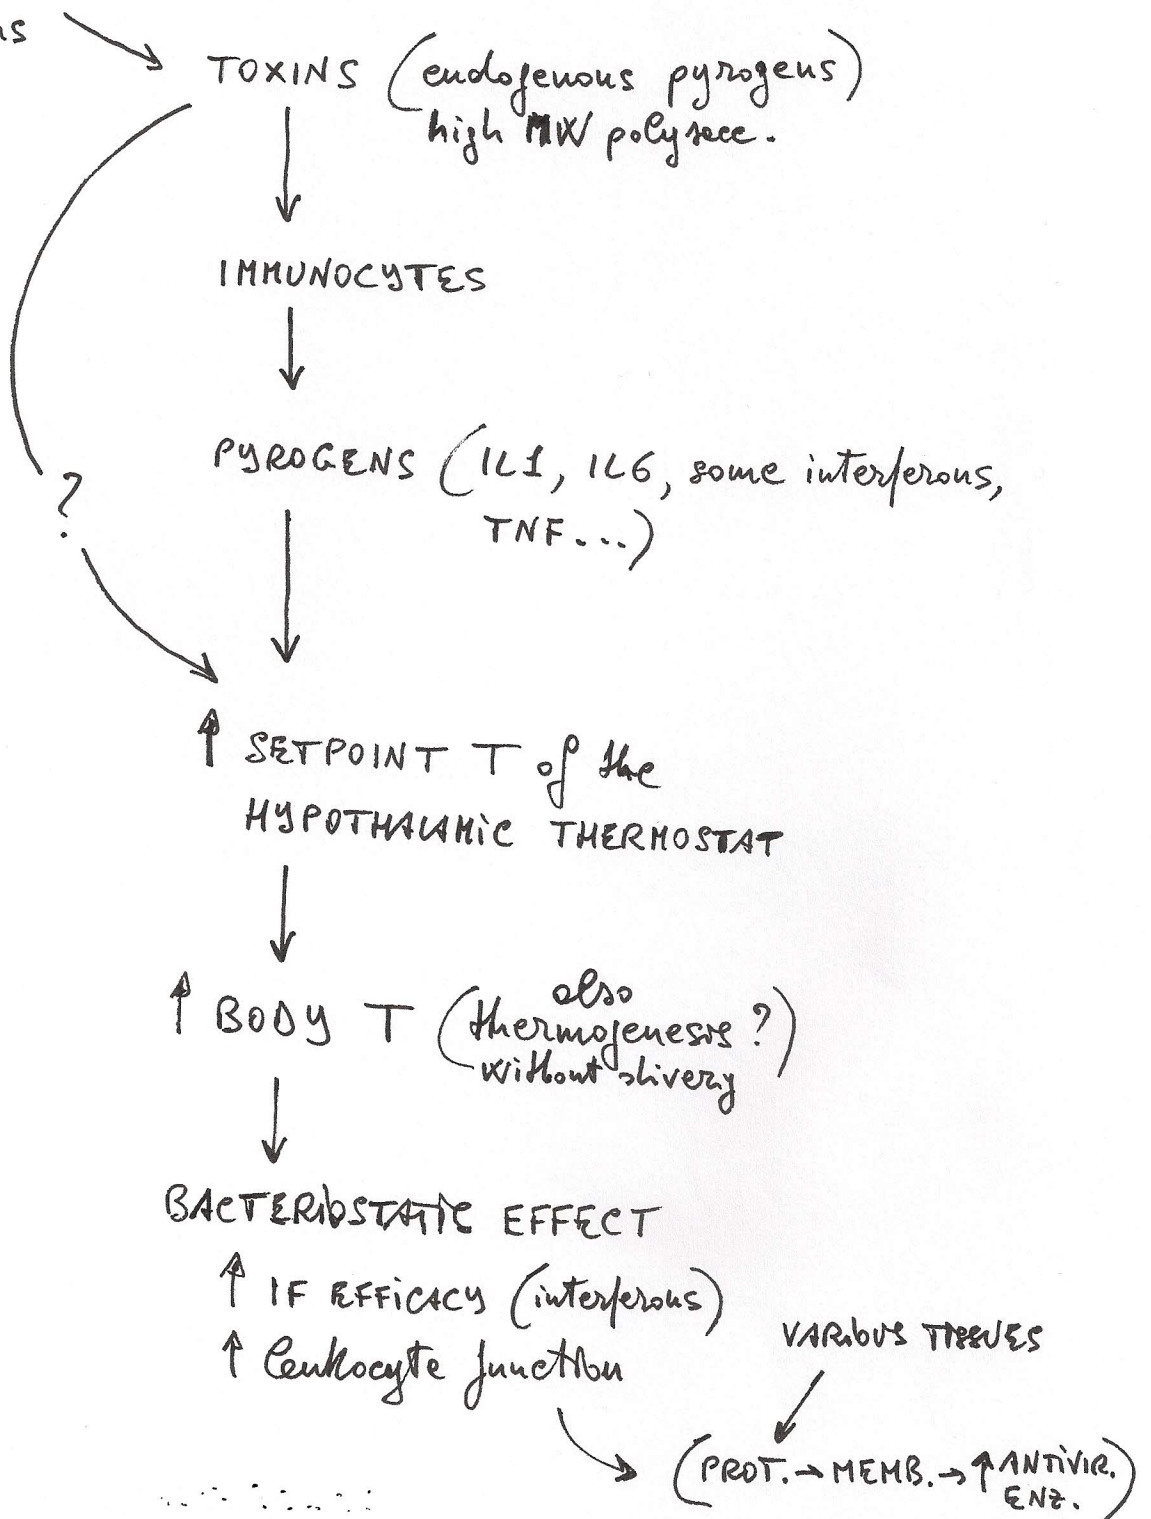 TOXINS (endogenous pyrogens)
high MW polysacc.
IMMUNOCYTES
PYROGENS (IL1, IL6, some interferons,
TNF...)
?
↑ SETPOINT T of the
HYPOTHALAMIC THERMOSTAT
↑ BODY T (also
thermogenesis?)
without shivery
BACTERIOSTATIC EFFECT
↑ IF EFFICACY (interferons)
↑ leukocyte function
VARIOUS TISSUES
(PROT. → MEMB. → ↑ ANTIVIR.
ENZ.)